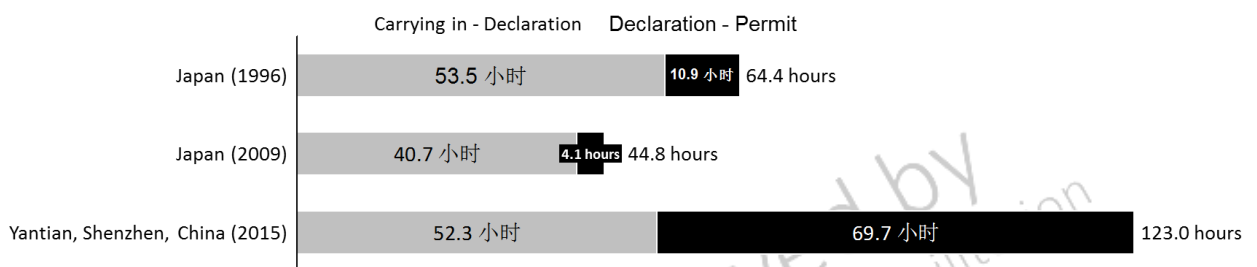 Carrying in - Declaration Declaration - Permit
Japan (1996) 53.5 小时 10.9 小时 64.4 hours
Japan (2009) 40.7 小时 4.1 hours 44.8 hours
Yantian, Shenzhen, China (2015) 52.3 小时 69.7 小时 123.0 hours